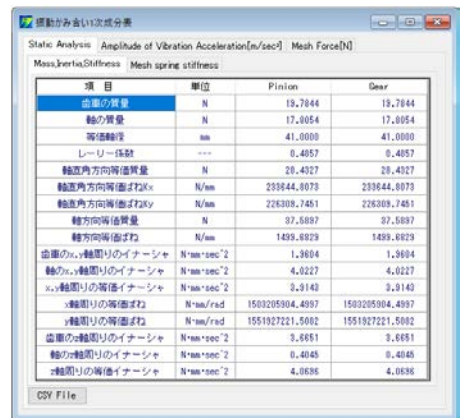 振動かみ合い1次成分表
Static Analysis Amplitude of Vibration Acceleration[m/sec²] Mesh Force[N]
Mass,Inertia,Stiffness Mesh spring stiffness
項 目 単位 Pinion Gear
歯車の質量 N 19.7844 19.7844
軸の質量 N 17.8054 17.8054
等価軸径 mm 41.0000 41.0000
レーリー係数 --- 0.4857 0.4857
軸直角方向等価質量 N 28.4327 28.4327
軸直角方向等価ばねKx N/mm 233644.8073 233644.8073
軸直角方向等価ばねKy N/mm 226309.7451 226309.7451
軸方向等価質量 N 37.5897 37.5897
軸方向等価ばね N/mm 1499.6829 1499.6829
歯車のx,y軸周りのイナーシャ N·mm·sec^2 1.9604 1.9604
軸のx,y軸周りのイナーシャ N·mm·sec^2 4.0227 4.0227
x,y軸周りの等価イナーシャ N·mm·sec^2 3.9143 3.9143
x軸周りの等価ばね N·mm/rad 1503205904.4997 1503205904.4997
y軸周りの等価ばね N·mm/rad 1551927221.5082 1551927221.5082
歯車のz軸周りのイナーシャ N·mm·sec^2 3.6651 3.6651
軸のz軸周りのイナーシャ N·mm·sec^2 0.4045 0.4045
z軸周りの等価イナーシャ N·mm·sec^2 4.0696 4.0696
CSV File